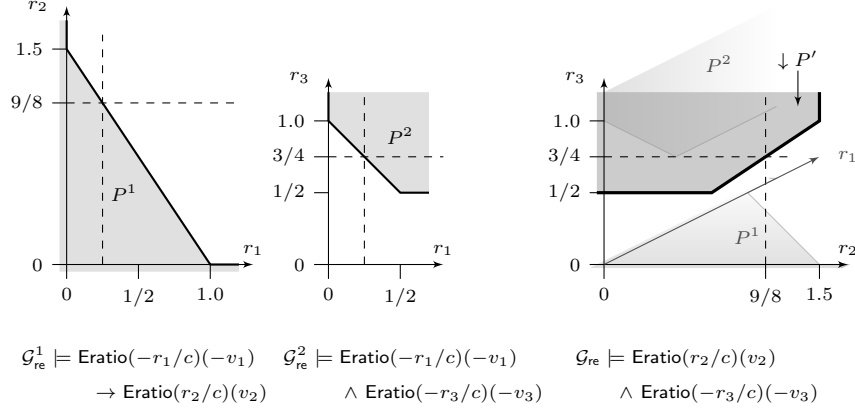 r₂
1.5
9/8
0
P¹
r₁
0
1/2
1.0
r₃
1.0
3/4
1/2
0
P²
r₁
0
1/2
r₃
1.0
3/4
1/2
P²
↓ P′
r₁
P¹
r₂
0
9/8
1.5
𝒢¹re ⊨ Eratio(−r₁/c)(−v₁)
→ Eratio(r₂/c)(v₂)
𝒢²re ⊨ Eratio(−r₁/c)(−v₁)
∧ Eratio(−r₃/c)(−v₃)
𝒢re ⊨ Eratio(r₂/c)(v₂)
∧ Eratio(−r₃/c)(−v₃)